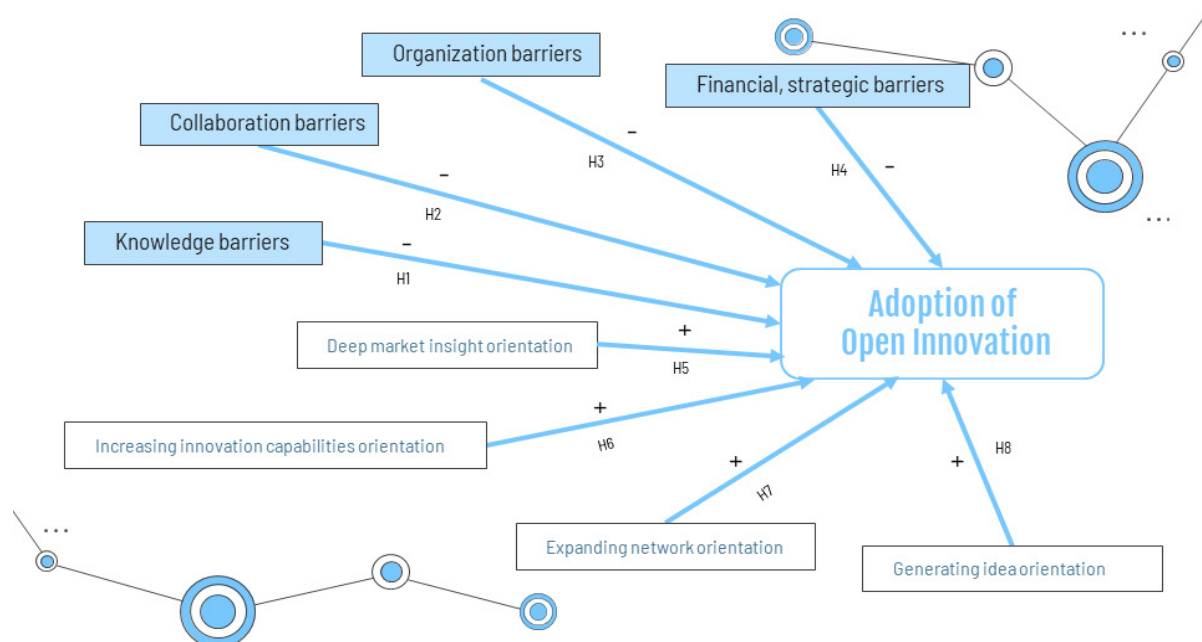 Organization barriers
...
Financial, strategic barriers
Collaboration barriers
–
H3
–
H4
–
H2
...
Knowledge barriers
–
H1
Adoption of
Open Innovation
Deep market insight orientation
+
H5
Increasing innovation capabilities orientation
+
H6
+
H7
+
H8
...
Expanding network orientation
Generating idea orientation